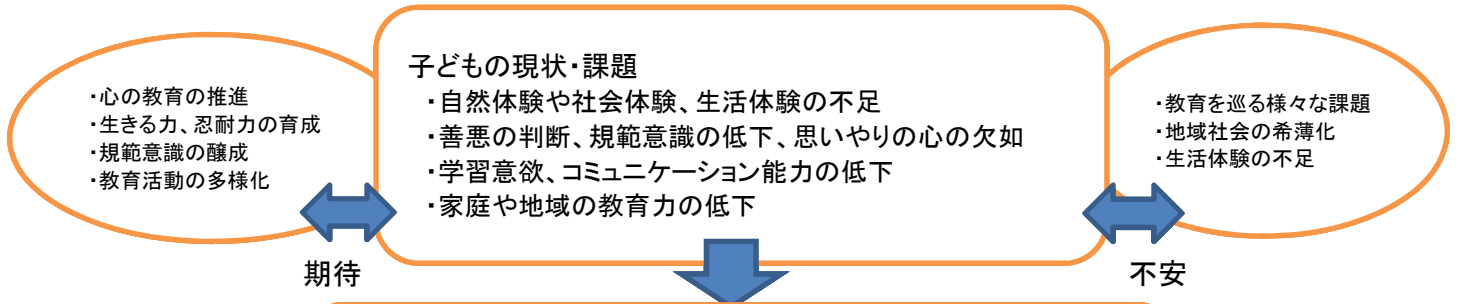 ・心の教育の推進
・生きる力、忍耐力の育成
・規範意識の醸成
・教育活動の多様化
期待
子どもの現状・課題
・自然体験や社会体験、生活体験の不足
・善悪の判断、規範意識の低下、思いやりの心の欠如
・学習意欲、コミュニケーション能力の低下
・家庭や地域の教育力の低下
・教育を巡る様々な課題
・地域社会の希薄化
・生活体験の不足
不安